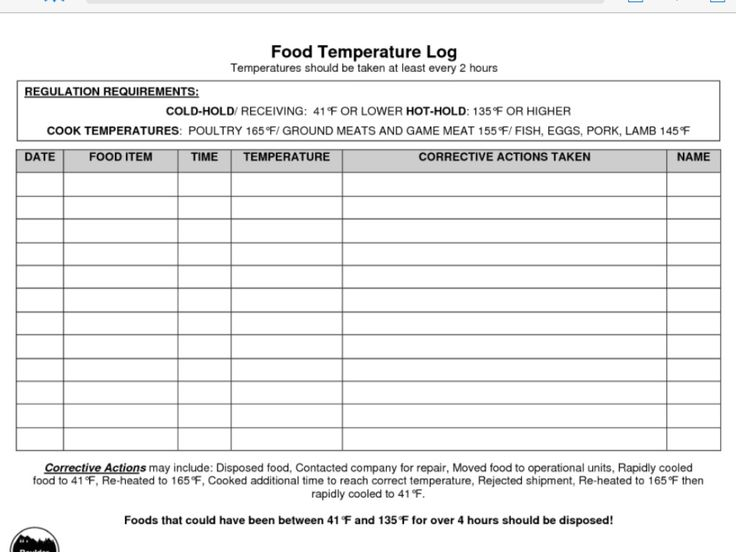 Food Temperature Log
Temperatures should be taken at least every 2 hours
REGULATION REQUIREMENTS:
COLD-HOLD/ RECEIVING: 41°F OR LOWER HOT-HOLD: 135°F OR HIGHER
COOK TEMPERATURES: POULTRY 165°F/ GROUND MEATS AND GAME MEAT 155°F/ FISH, EGGS, PORK, LAMB 145°F
DATE FOOD ITEM TIME TEMPERATURE CORRECTIVE ACTIONS TAKEN NAME
Corrective Actions may include: Disposed food, Contacted company for repair, Moved food to operational units, Rapidly cooled
food to 41°F, Re-heated to 165°F, Cooked additional time to reach correct temperature, Rejected shipment, Re-heated to 165°F then
rapidly cooled to 41°F.
Foods that could have been between 41°F and 135°F for over 4 hours should be disposed!
Boulder